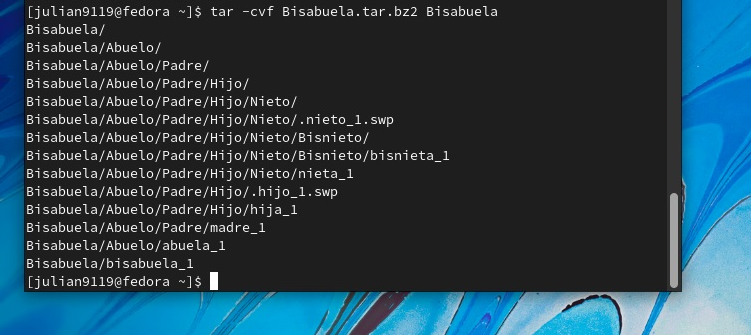 [julian9119@fedora ~]$ tar -cvf Bisabuela.tar.bz2 Bisabuela
Bisabuela/
Bisabuela/Abuelo/
Bisabuela/Abuelo/Padre/
Bisabuela/Abuelo/Padre/Hijo/
Bisabuela/Abuelo/Padre/Hijo/Nieto/
Bisabuela/Abuelo/Padre/Hijo/Nieto/.nieto_1.swp
Bisabuela/Abuelo/Padre/Hijo/Nieto/Bisnieto/
Bisabuela/Abuelo/Padre/Hijo/Nieto/Bisnieto/bisnieta_1
Bisabuela/Abuelo/Padre/Hijo/Nieto/nieta_1
Bisabuela/Abuelo/Padre/Hijo/.hijo_1.swp
Bisabuela/Abuelo/Padre/Hijo/hija_1
Bisabuela/Abuelo/Padre/madre_1
Bisabuela/Abuelo/abuela_1
Bisabuela/bisabuela_1
[julian9119@fedora ~]$